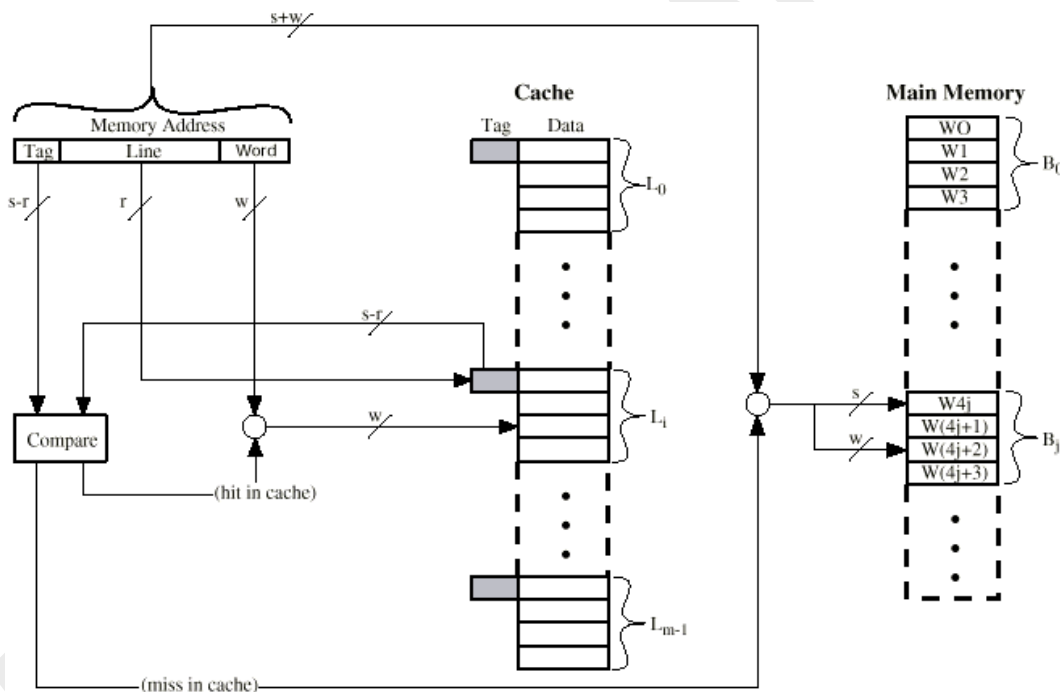 s+w
Cache
Main Memory
Memory Address
Tag Data
Tag Line Word
WO
W1
W2
W3
B0
L0
s-r
r
w
s-r
Li
Compare
w
(hit in cache)
s
w
W4j
W(4j+1)
W(4j+2)
W(4j+3)
Bj
Lm-1
(miss in cache)